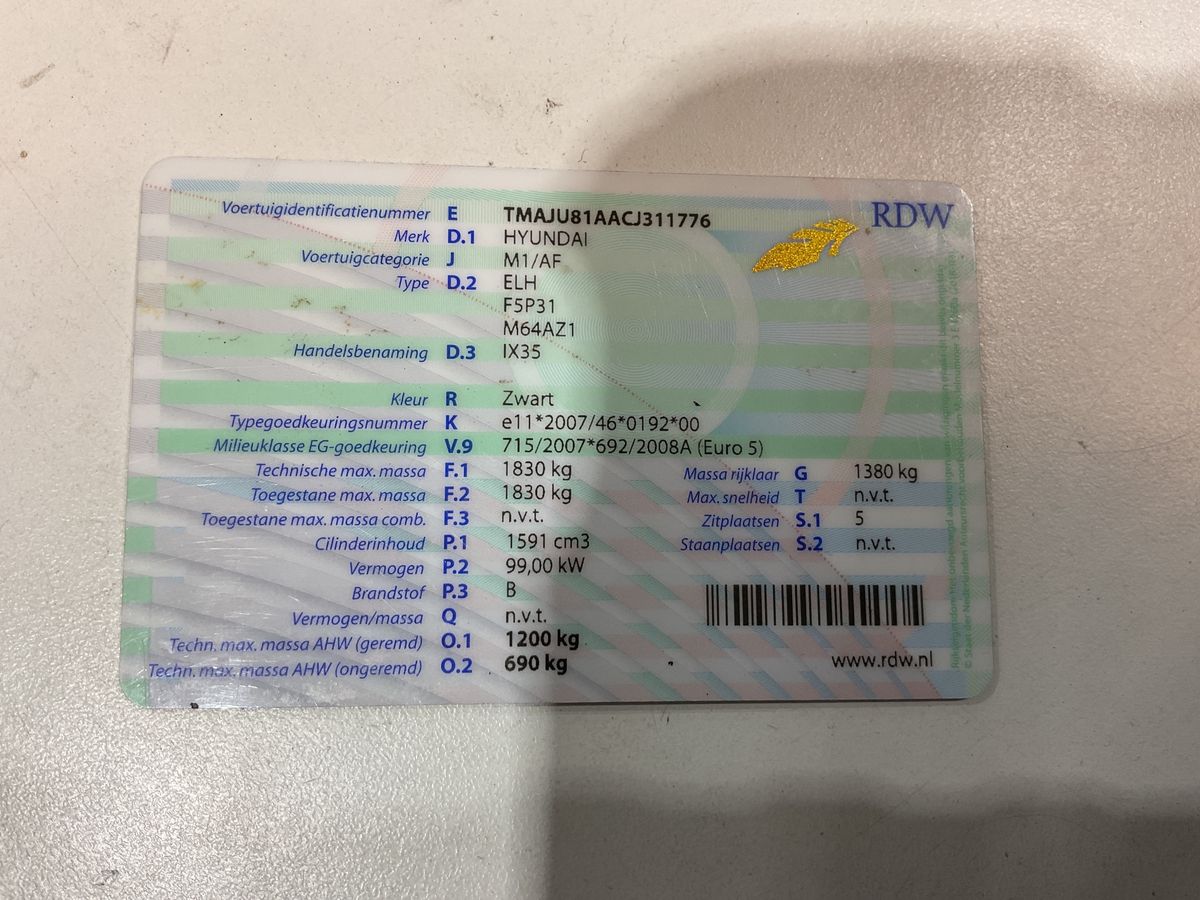 RDW
Voertuigidentificatienummer E TMAJU81AACJ311776
Merk D.1 HYUNDAI
Voertuigcategorie J M1/AF
Type D.2 ELH
F5P31
M64AZ1
Handelsbenaming D.3 IX35
Kleur R Zwart
Typegoedkeuringsnummer K e11*2007/46*0192*00
Milieuklasse EG-goedkeuring V.9 715/2007*692/2008A (Euro 5)
Technische max. massa F.1 1830 kg Massa rijklaar G 1380 kg
Toegestane max. massa F.2 1830 kg Max. snelheid T n.v.t.
Toegestane max. massa comb. F.3 n.v.t. Zitplaatsen S.1 5
Cilinderinhoud P.1 1591 cm3 Staanplaatsen S.2 n.v.t.
Vermogen P.2 99,00 kW
Brandstof P.3 B
Vermogen/massa Q n.v.t.
Techn. max. massa AHW (geremd) O.1 1200 kg
Techn. max. massa AHW (ongeremd) O.2 690 kg
www.rdw.nl
© Staat der Nederlanden